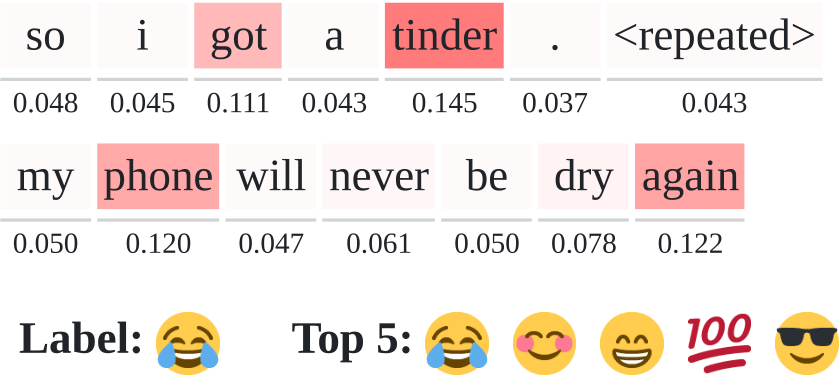 so i got a tinder . <repeated>
0.048 0.045 0.111 0.043 0.145 0.037 0.043
my phone will never be dry again
0.050 0.120 0.047 0.061 0.050 0.078 0.122
Label: 😂 Top 5: 😂 😊 😁 💯 😎